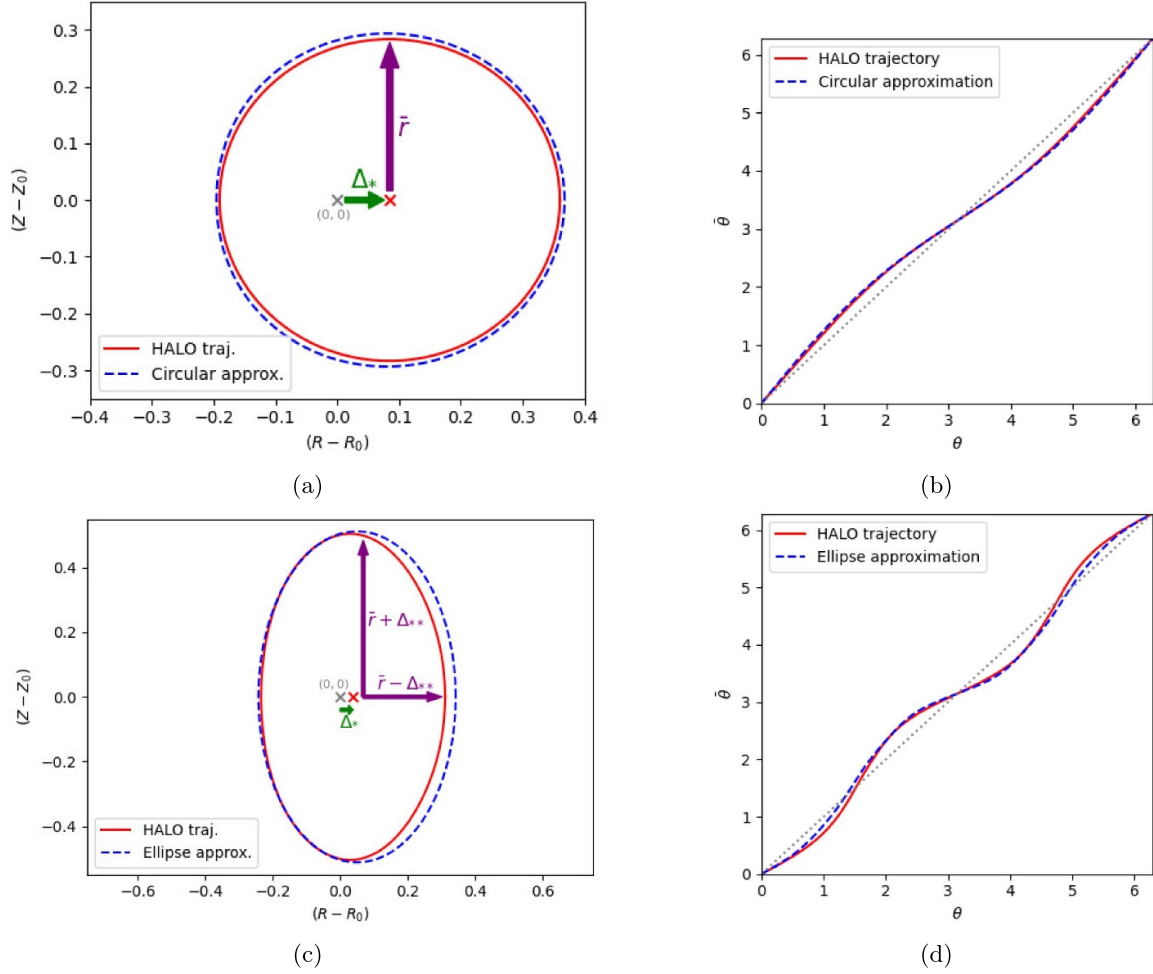 0.3
0.2
0.1
0.0
−0.1
−0.2
−0.3
(Z − Z₀)
r̄
Δ*
(0, 0)
HALO traj.
Circular approx.
−0.4 −0.3 −0.2 −0.1 0.0 0.1 0.2 0.3 0.4
(R − R₀)
(a)
6
5
4
3
2
1
0
θ̄
HALO trajectory
Circular approximation
0 1 2 3 4 5 6
θ
(b)
0.4
0.2
0.0
−0.2
−0.4
(Z − Z₀)
r̄ + Δ**
r̄ − Δ**
(0, 0)
Δ*
HALO traj.
Ellipse approx.
−0.6 −0.4 −0.2 0.0 0.2 0.4 0.6
(R − R₀)
(c)
6
5
4
3
2
1
0
θ̄
HALO trajectory
Ellipse approximation
0 1 2 3 4 5 6
θ
(d)